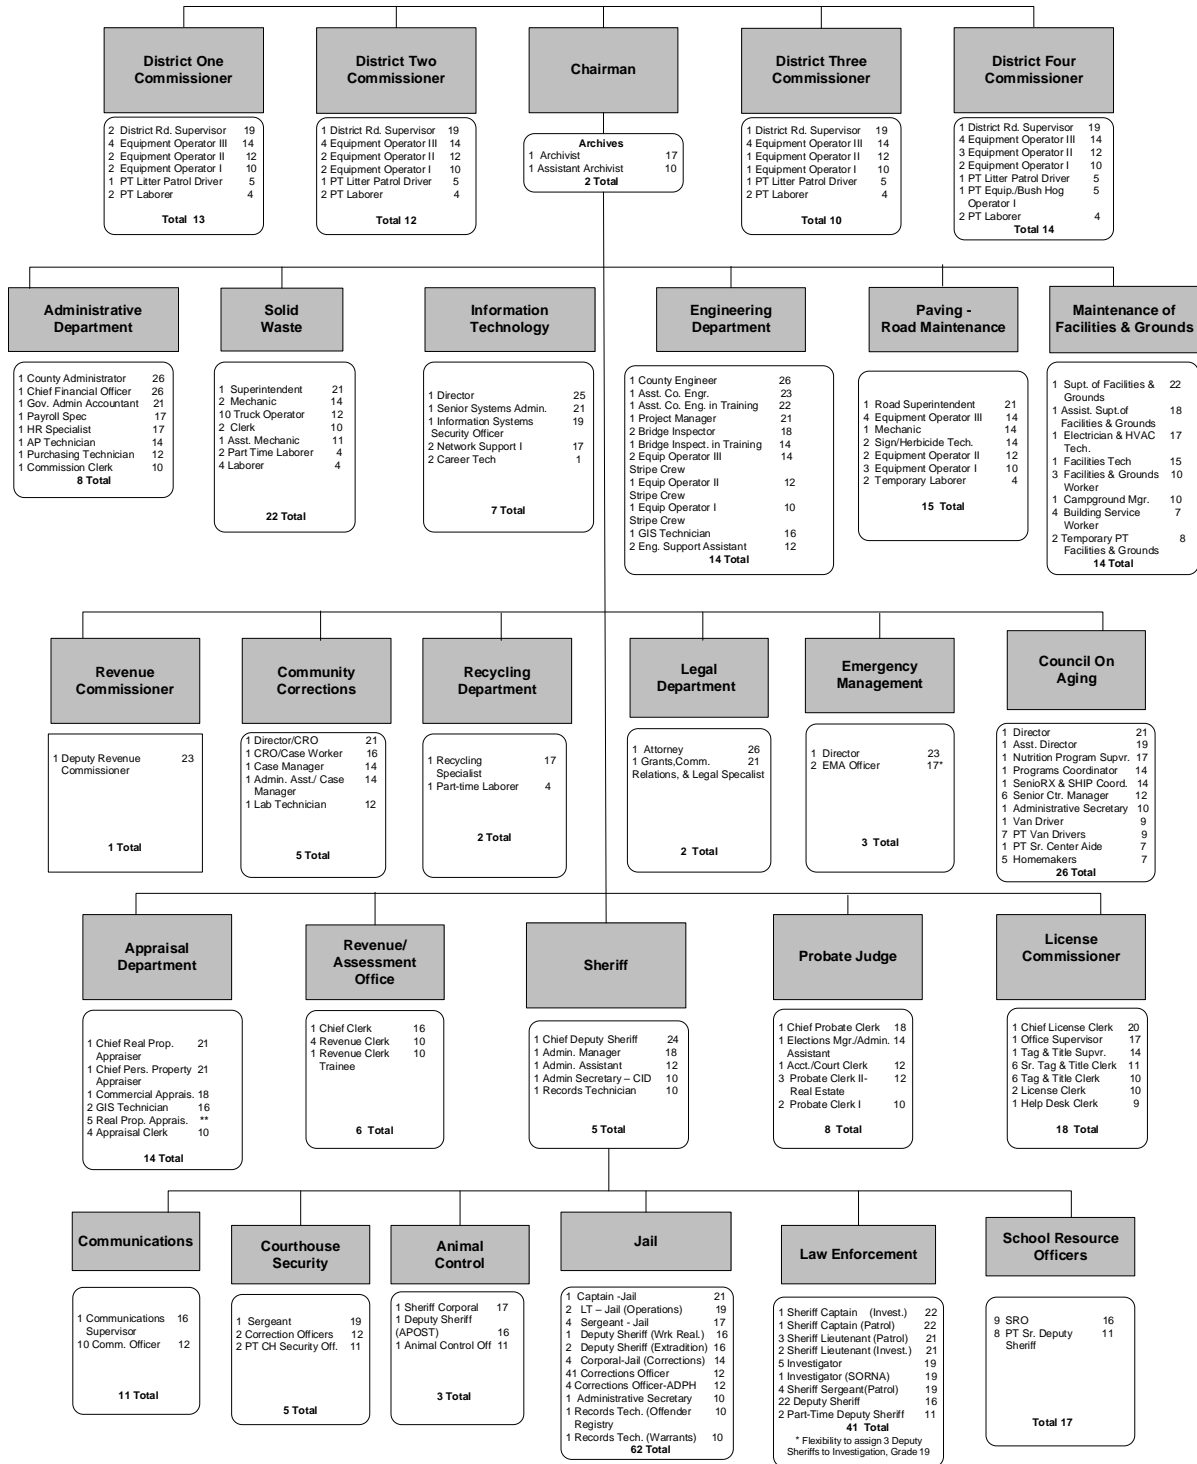 District One
Commissioner
2 District Rd. Supervisor 19
4 Equipment Operator III 14
2 Equipment Operator II 12
2 Equipment Operator I 10
1 PT Litter Patrol Driver 5
2 PT Laborer 4
Total 13
District Two
Commissioner
1 District Rd. Supervisor 19
4 Equipment Operator III 14
2 Equipment Operator II 12
2 Equipment Operator I 10
1 PT Litter Patrol Driver 5
2 PT Laborer 4
Total 12
Chairman
Archives
1 Archivist 17
1 Assistant Archivist 10
2 Total
District Three
Commissioner
1 District Rd. Supervisor 19
4 Equipment Operator III 14
1 Equipment Operator II 12
1 Equipment Operator I 10
1 PT Litter Patrol Driver 5
2 PT Laborer 4
Total 10
District Four
Commissioner
1 District Rd. Supervisor 19
4 Equipment Operator III 14
3 Equipment Operator II 12
2 Equipment Operator I 10
1 PT Litter Patrol Driver 5
1 PT Equip./Bush Hog 5
Operator I
2 PT Laborer 4
Total 14
Administrative
Department
1 County Administrator 26
1 Chief Financial Officer 26
1 Gov. Admin Accountant 21
1 Payroll Spec 17
1 HR Specialist 17
1 AP Technician 14
1 Purchasing Technician 12
1 Commission Clerk 10
8 Total
Solid
Waste
1 Superintendent 21
2 Mechanic 14
10 Truck Operator 12
2 Clerk 10
1 Asst. Mechanic 11
2 Part Time Laborer 4
4 Laborer 4
22 Total
Information
Technology
1 Director 25
1 Senior Systems Admin. 21
1 Information Systems 19
Security Officer
2 Network Support I 17
2 Career Tech 1
7 Total
Engineering
Department
1 County Engineer 26
1 Asst. Co. Engr. 23
1 Asst. Co. Eng. in Training 22
1 Project Manager 21
2 Bridge Inspector 18
1 Bridge Inspect. in Training 14
2 Equip Operator III 14
Stripe Crew
1 Equip Operator II 12
Stripe Crew
1 Equip Operator I 10
Stripe Crew
1 GIS Technician 16
2 Eng. Support Assistant 12
14 Total
Paving -
Road Maintenance
1 Road Superintendent 21
4 Equipment Operator III 14
1 Mechanic 14
2 Sign/Herbicide Tech. 14
2 Equipment Operator II 12
3 Equipment Operator I 10
2 Temporary Laborer 4
15 Total
Maintenance of
Facilities & Grounds
1 Supt. of Facilities & 22
Grounds
1 Assist. Supt.of 18
Facilities & Grounds
1 Electrician & HVAC 17
Tech.
1 Facilities Tech 15
3 Facilities & Grounds 10
Worker
1 Campground Mgr. 10
4 Building Service 7
Worker
2 Temporary PT 8
Facilities & Grounds
14 Total
Revenue
Commissioner
1 Deputy Revenue 23
Commissioner
1 Total
Community
Corrections
1 Director/CRO 21
1 CRO/Case Worker 16
1 Case Manager 14
1 Admin. Asst./ Case 14
Manager
1 Lab Technician 12
5 Total
Recycling
Department
1 Recycling 17
Specialist
1 Part-time Laborer 4
2 Total
Legal
Department
1 Attorney 26
1 Grants,Comm. 21
Relations, & Legal Specalist
2 Total
Emergency
Management
1 Director 23
2 EMA Officer 17*
3 Total
Council On
Aging
1 Director 21
1 Asst. Director 19
1 Nutrition Program Supvr. 17
1 Programs Coordinator 14
1 SenioRX & SHIP Coord. 14
6 Senior Ctr. Manager 12
1 Administrative Secretary 10
1 Van Driver 9
7 PT Van Drivers 9
1 PT Sr. Center Aide 7
5 Homemakers 7
26 Total
Appraisal
Department
1 Chief Real Prop. 21
Appraiser
1 Chief Pers. Property 21
Appraiser
1 Commercial Apprais. 18
2 GIS Technician 16
5 Real Prop. Apprais. **
4 Appraisal Clerk 10
14 Total
Revenue/
Assessment
Office
1 Chief Clerk 16
4 Revenue Clerk 10
1 Revenue Clerk 10
Trainee
6 Total
Sheriff
1 Chief Deputy Sheriff 24
1 Admin. Manager 18
1 Admin. Assistant 12
1 Admin Secretary – CID 10
1 Records Technician 10
5 Total
Probate Judge
1 Chief Probate Clerk 18
1 Elections Mgr./Admin. 14
Assistant
1 Acct./Court Clerk 12
3 Probate Clerk II- 12
Real Estate
2 Probate Clerk I 10
8 Total
License
Commissioner
1 Chief License Clerk 20
1 Office Supervisor 17
1 Tag & Title Supvr. 14
6 Sr. Tag & Title Clerk 11
6 Tag & Title Clerk 10
2 License Clerk 10
1 Help Desk Clerk 9
18 Total
Communications
1 Communications 16
Supervisor
10 Comm. Officer 12
11 Total
Courthouse
Security
1 Sergeant 19
2 Correction Officers 12
2 PT CH Security Off. 11
5 Total
Animal
Control
1 Sheriff Corporal 17
1 Deputy Sheriff
(APOST) 16
1 Animal Control Off 11
3 Total
Jail
1 Captain -Jail 21
2 LT – Jail (Operations) 19
4 Sergeant - Jail 17
1 Deputy Sheriff (Wrk Real.) 16
2 Deputy Sheriff (Extradition) 16
4 Corporal-Jail (Corrections) 14
41 Corrections Officer 12
4 Corrections Officer-ADPH 12
1 Administrative Secretary 10
1 Records Tech. (Offender 10
Registry
1 Records Tech. (Warrants) 10
62 Total
Law Enforcement
1 Sheriff Captain (Invest.) 22
1 Sheriff Captain (Patrol) 22
3 Sheriff Lieutenant (Patrol) 21
2 Sheriff Lieutenant (Invest.) 21
5 Investigator 19
1 Investigator (SORNA) 19
4 Sheriff Sergeant(Patrol) 19
22 Deputy Sheriff 16
2 Part-Time Deputy Sheriff 11
41 Total
* Flexibility to assign 3 Deputy
Sheriffs to Investigation, Grade 19
School Resource
Officers
9 SRO 16
8 PT Sr. Deputy 11
Sheriff
Total 17